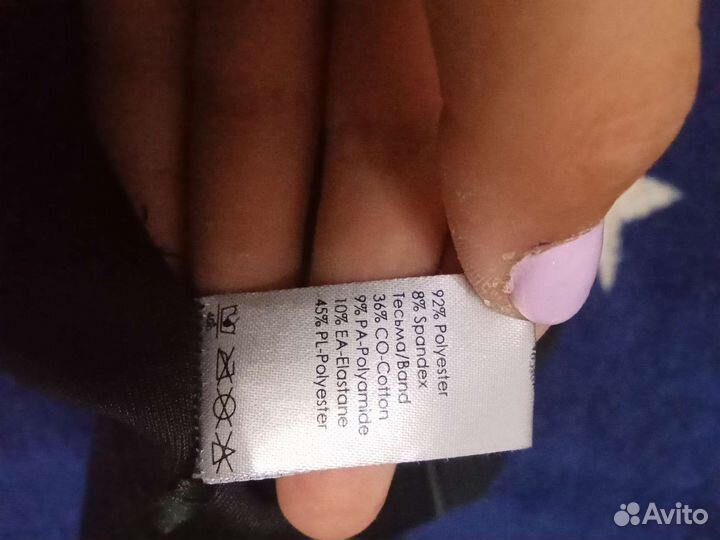 92% Polyester
8% Spandex
Тесьма/Band
36% CO-Cotton
9% PA-Polyamide
10% EA-Elastane
45% PL-Polyester
Avito